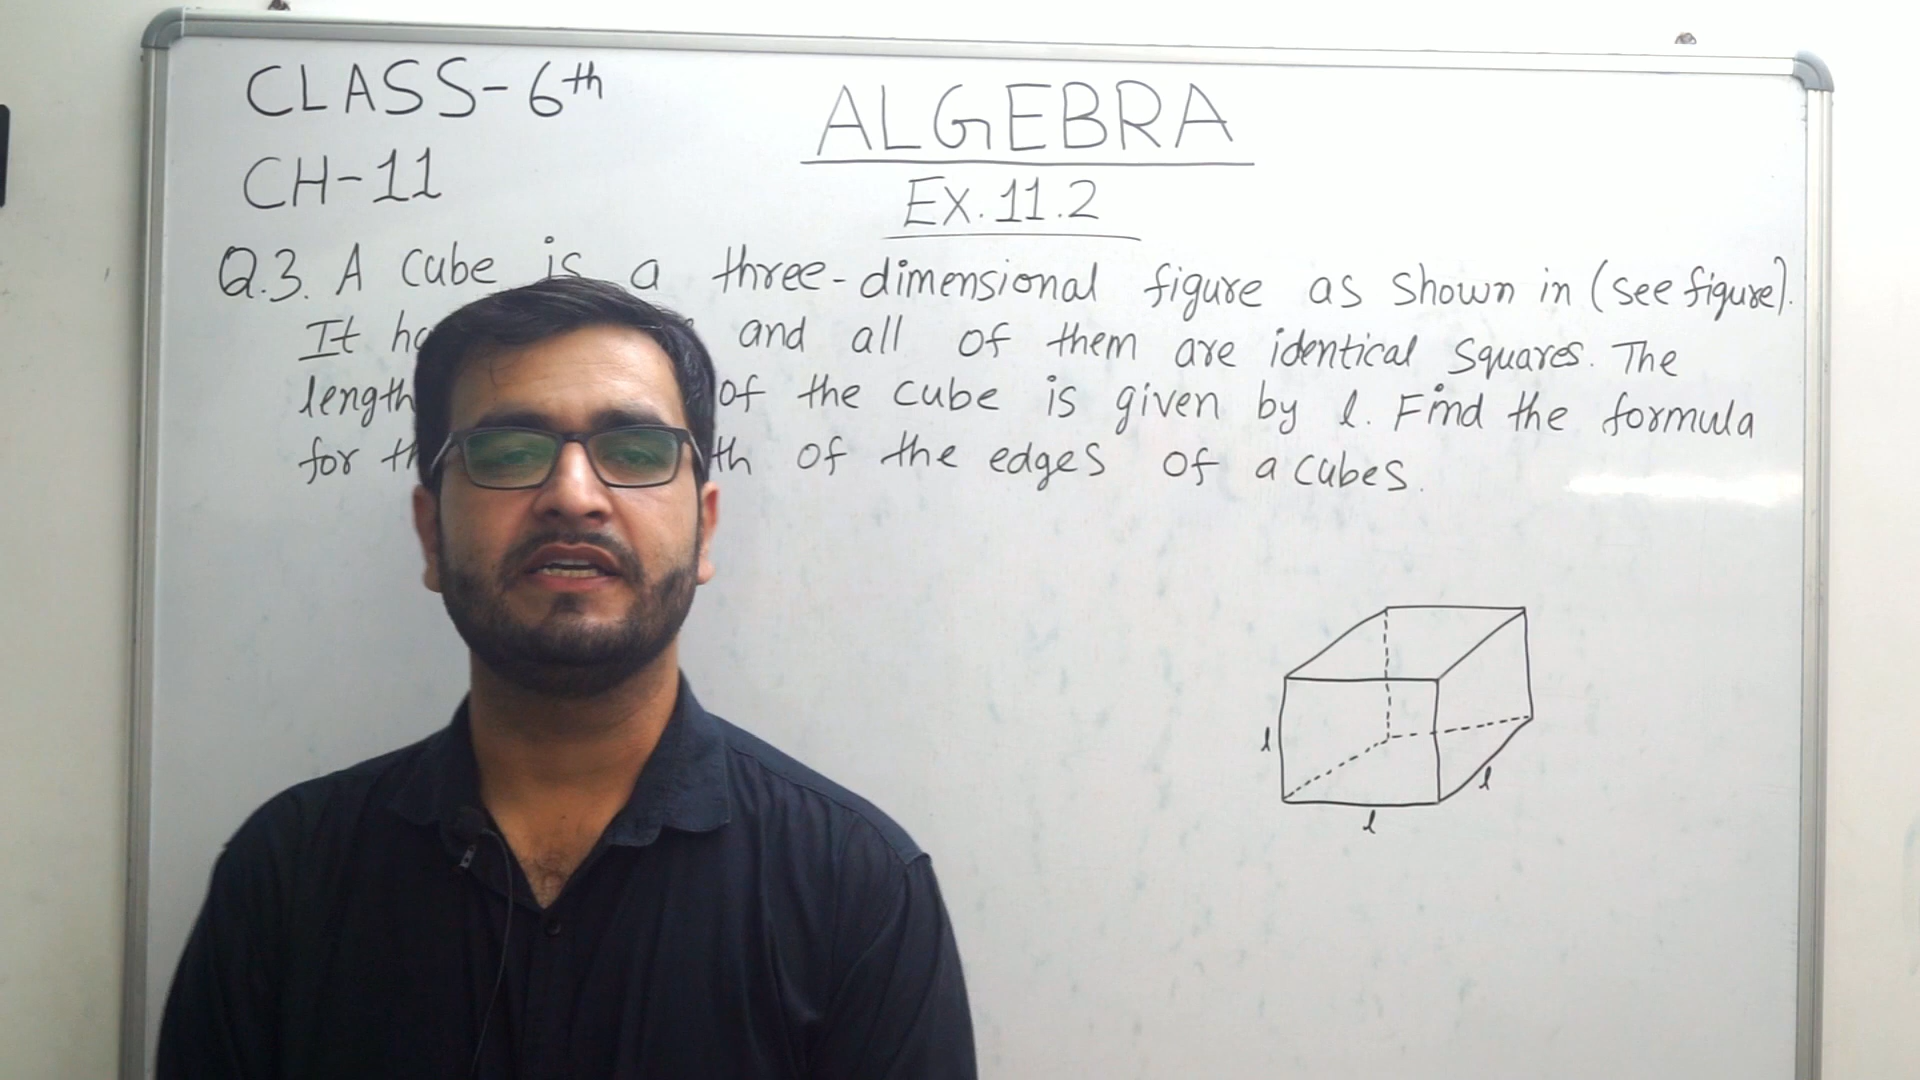 CLASS-6th
ALGEBRA
CH-11
EX.11.2
Q.3. A cube is a three-dimensional figure as shown in (see figure).
It and all of them are identical squares. The
length of the cube is given by l. Find the formula
for of the edges of a cubes.
l
l
l